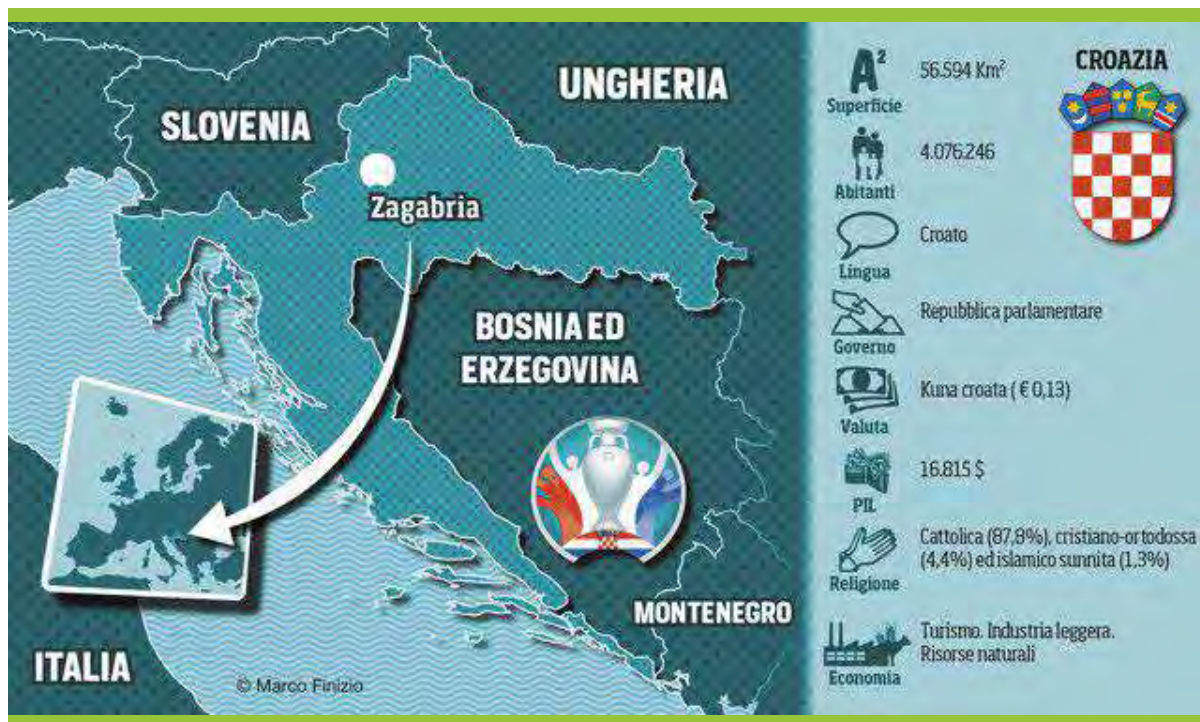 SLOVENIA
UNGHERIA
Zagabria
BOSNIA ED
ERZEGOVINA
MONTENEGRO
ITALIA
© Marco Finizio
CROAZIA
A²
Superficie
56.594 Km²
Abitanti
4.076.246
Lingua
Croato
Governo
Repubblica parlamentare
Valuta
Kuna croata ( € 0,13)
PIL
16.815 $
Religione
Cattolica (87,8%), cristiano-ortodossa
(4,4%) ed islamico sunnita (1,3%)
Economia
Turismo. Industria leggera.
Risorse naturali